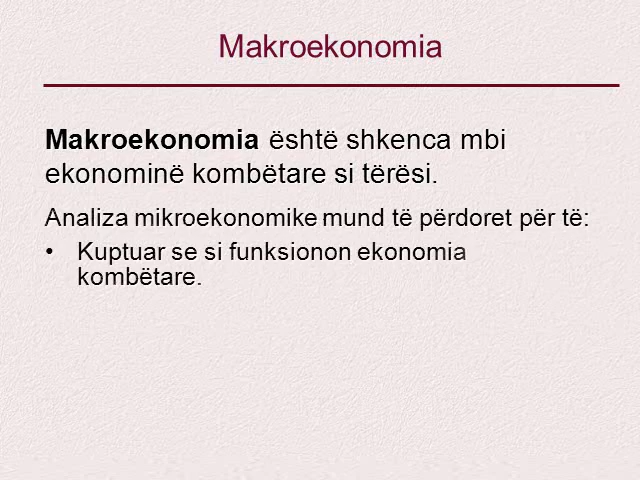 Makroekonomia
Makroekonomia është shkenca mbi
ekonominë kombëtare si tërësi.
Analiza mikroekonomike mund të përdoret për të:
• Kuptuar se si funksionon ekonomia
kombëtare.